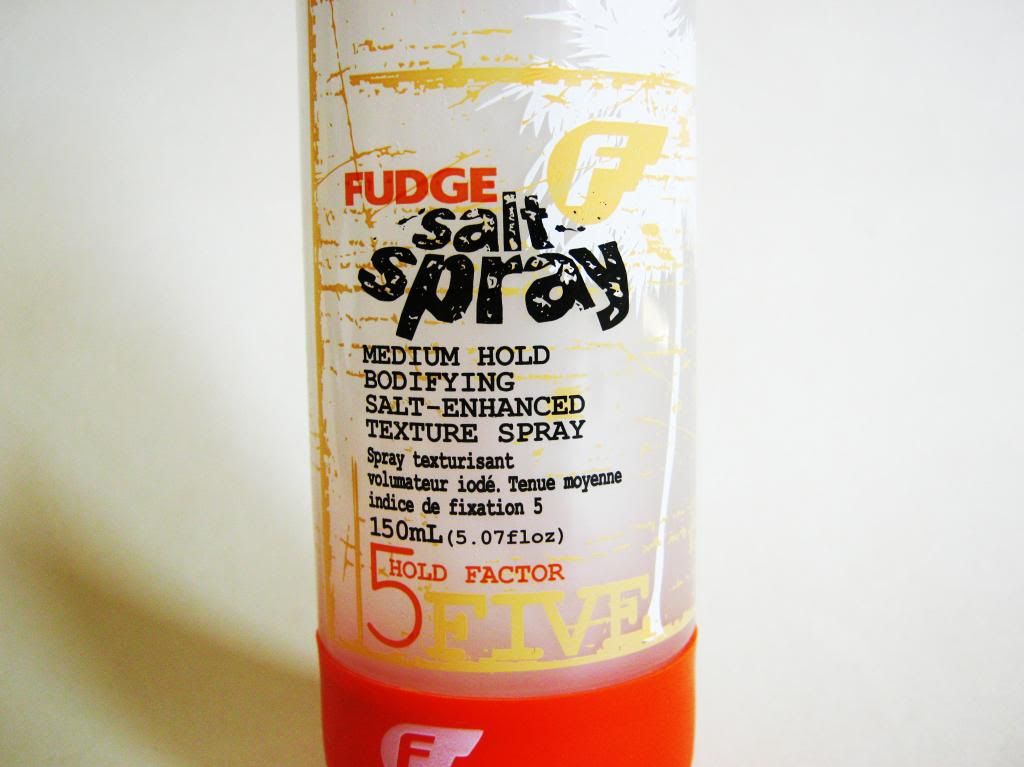 F
FUDGE
salt
spray
MEDIUM HOLD
BODIFYING
SALT-ENHANCED
TEXTURE SPRAY
Spray texturisant
volumateur iodé. Tenue moyenne
indice de fixation 5
150mL (5.07floz)
5 HOLD FACTOR
FIVE
F